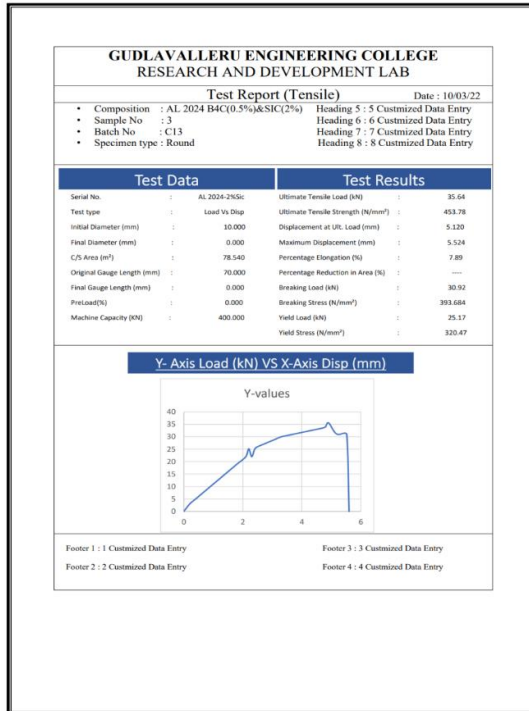 GUDLAVALLERU ENGINEERING COLLEGE
RESEARCH AND DEVELOPMENT LAB
Test Report (Tensile) Date : 10/03/22
• Composition : AL 2024 B4C(0.5%)&SIC(2%) Heading 5 : 5 Custmized Data Entry
• Sample No : 3 Heading 6 : 6 Custmized Data Entry
• Batch No : C13 Heading 7 : 7 Custmized Data Entry
• Specimen type : Round Heading 8 : 8 Custmized Data Entry
Test Data
Serial No. : AL 2024-2%Sic
Test type : Load Vs Disp
Initial Diameter (mm) : 10.000
Final Diameter (mm) : 0.000
C/S Area (m²) : 78.540
Original Gauge Length (mm) : 70.000
Final Gauge Length (mm) : 0.000
PreLoad(%) : 0.000
Machine Capacity (KN) : 400.000
Test Results
Ultimate Tensile Load (kN) : 35.64
Ultimate Tensile Strength (N/mm²) : 453.78
Displacement at Ult. Load (mm) : 5.120
Maximum Displacement (mm) : 5.524
Percentage Elongation (%) : 7.89
Percentage Reduction in Area (%) : ----
Breaking Load (kN) : 30.92
Breaking Stress (N/mm²) : 393.684
Yield Load (kN) : 25.17
Yield Stress (N/mm²) : 320.47
Y- Axis Load (kN) VS X-Axis Disp (mm)
Y-values
40
35
30
25
20
15
10
5
0
0 2 4 6
Footer 1 : 1 Custmized Data Entry Footer 3 : 3 Custmized Data Entry
Footer 2 : 2 Custmized Data Entry Footer 4 : 4 Custmized Data Entry